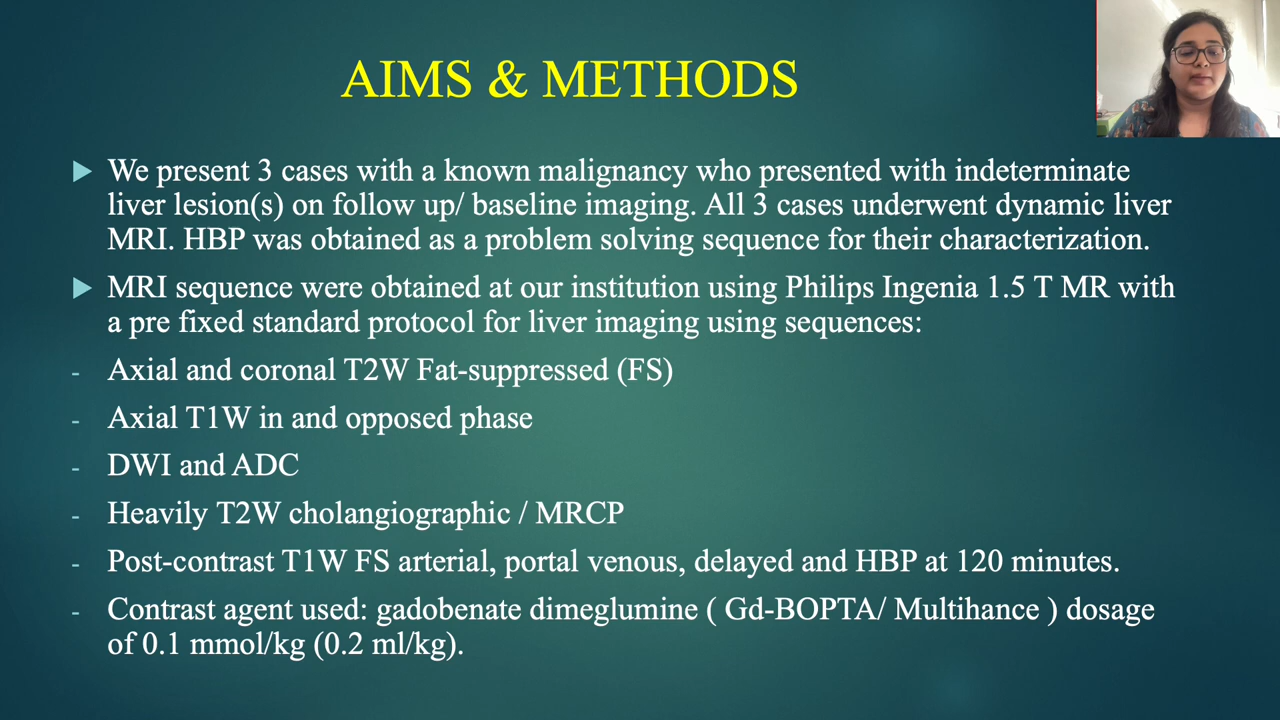 AIMS & METHODS
We present 3 cases with a known malignancy who presented with indeterminate
liver lesion(s) on follow up/ baseline imaging. All 3 cases underwent dynamic liver
MRI. HBP was obtained as a problem solving sequence for their characterization.
MRI sequence were obtained at our institution using Philips Ingenia 1.5 T MR with
a pre fixed standard protocol for liver imaging using sequences:
- Axial and coronal T2W Fat-suppressed (FS)
- Axial T1W in and opposed phase
- DWI and ADC
- Heavily T2W cholangiographic / MRCP
- Post-contrast T1W FS arterial, portal venous, delayed and HBP at 120 minutes.
- Contrast agent used: gadobenate dimeglumine ( Gd-BOPTA/ Multihance ) dosage
of 0.1 mmol/kg (0.2 ml/kg).